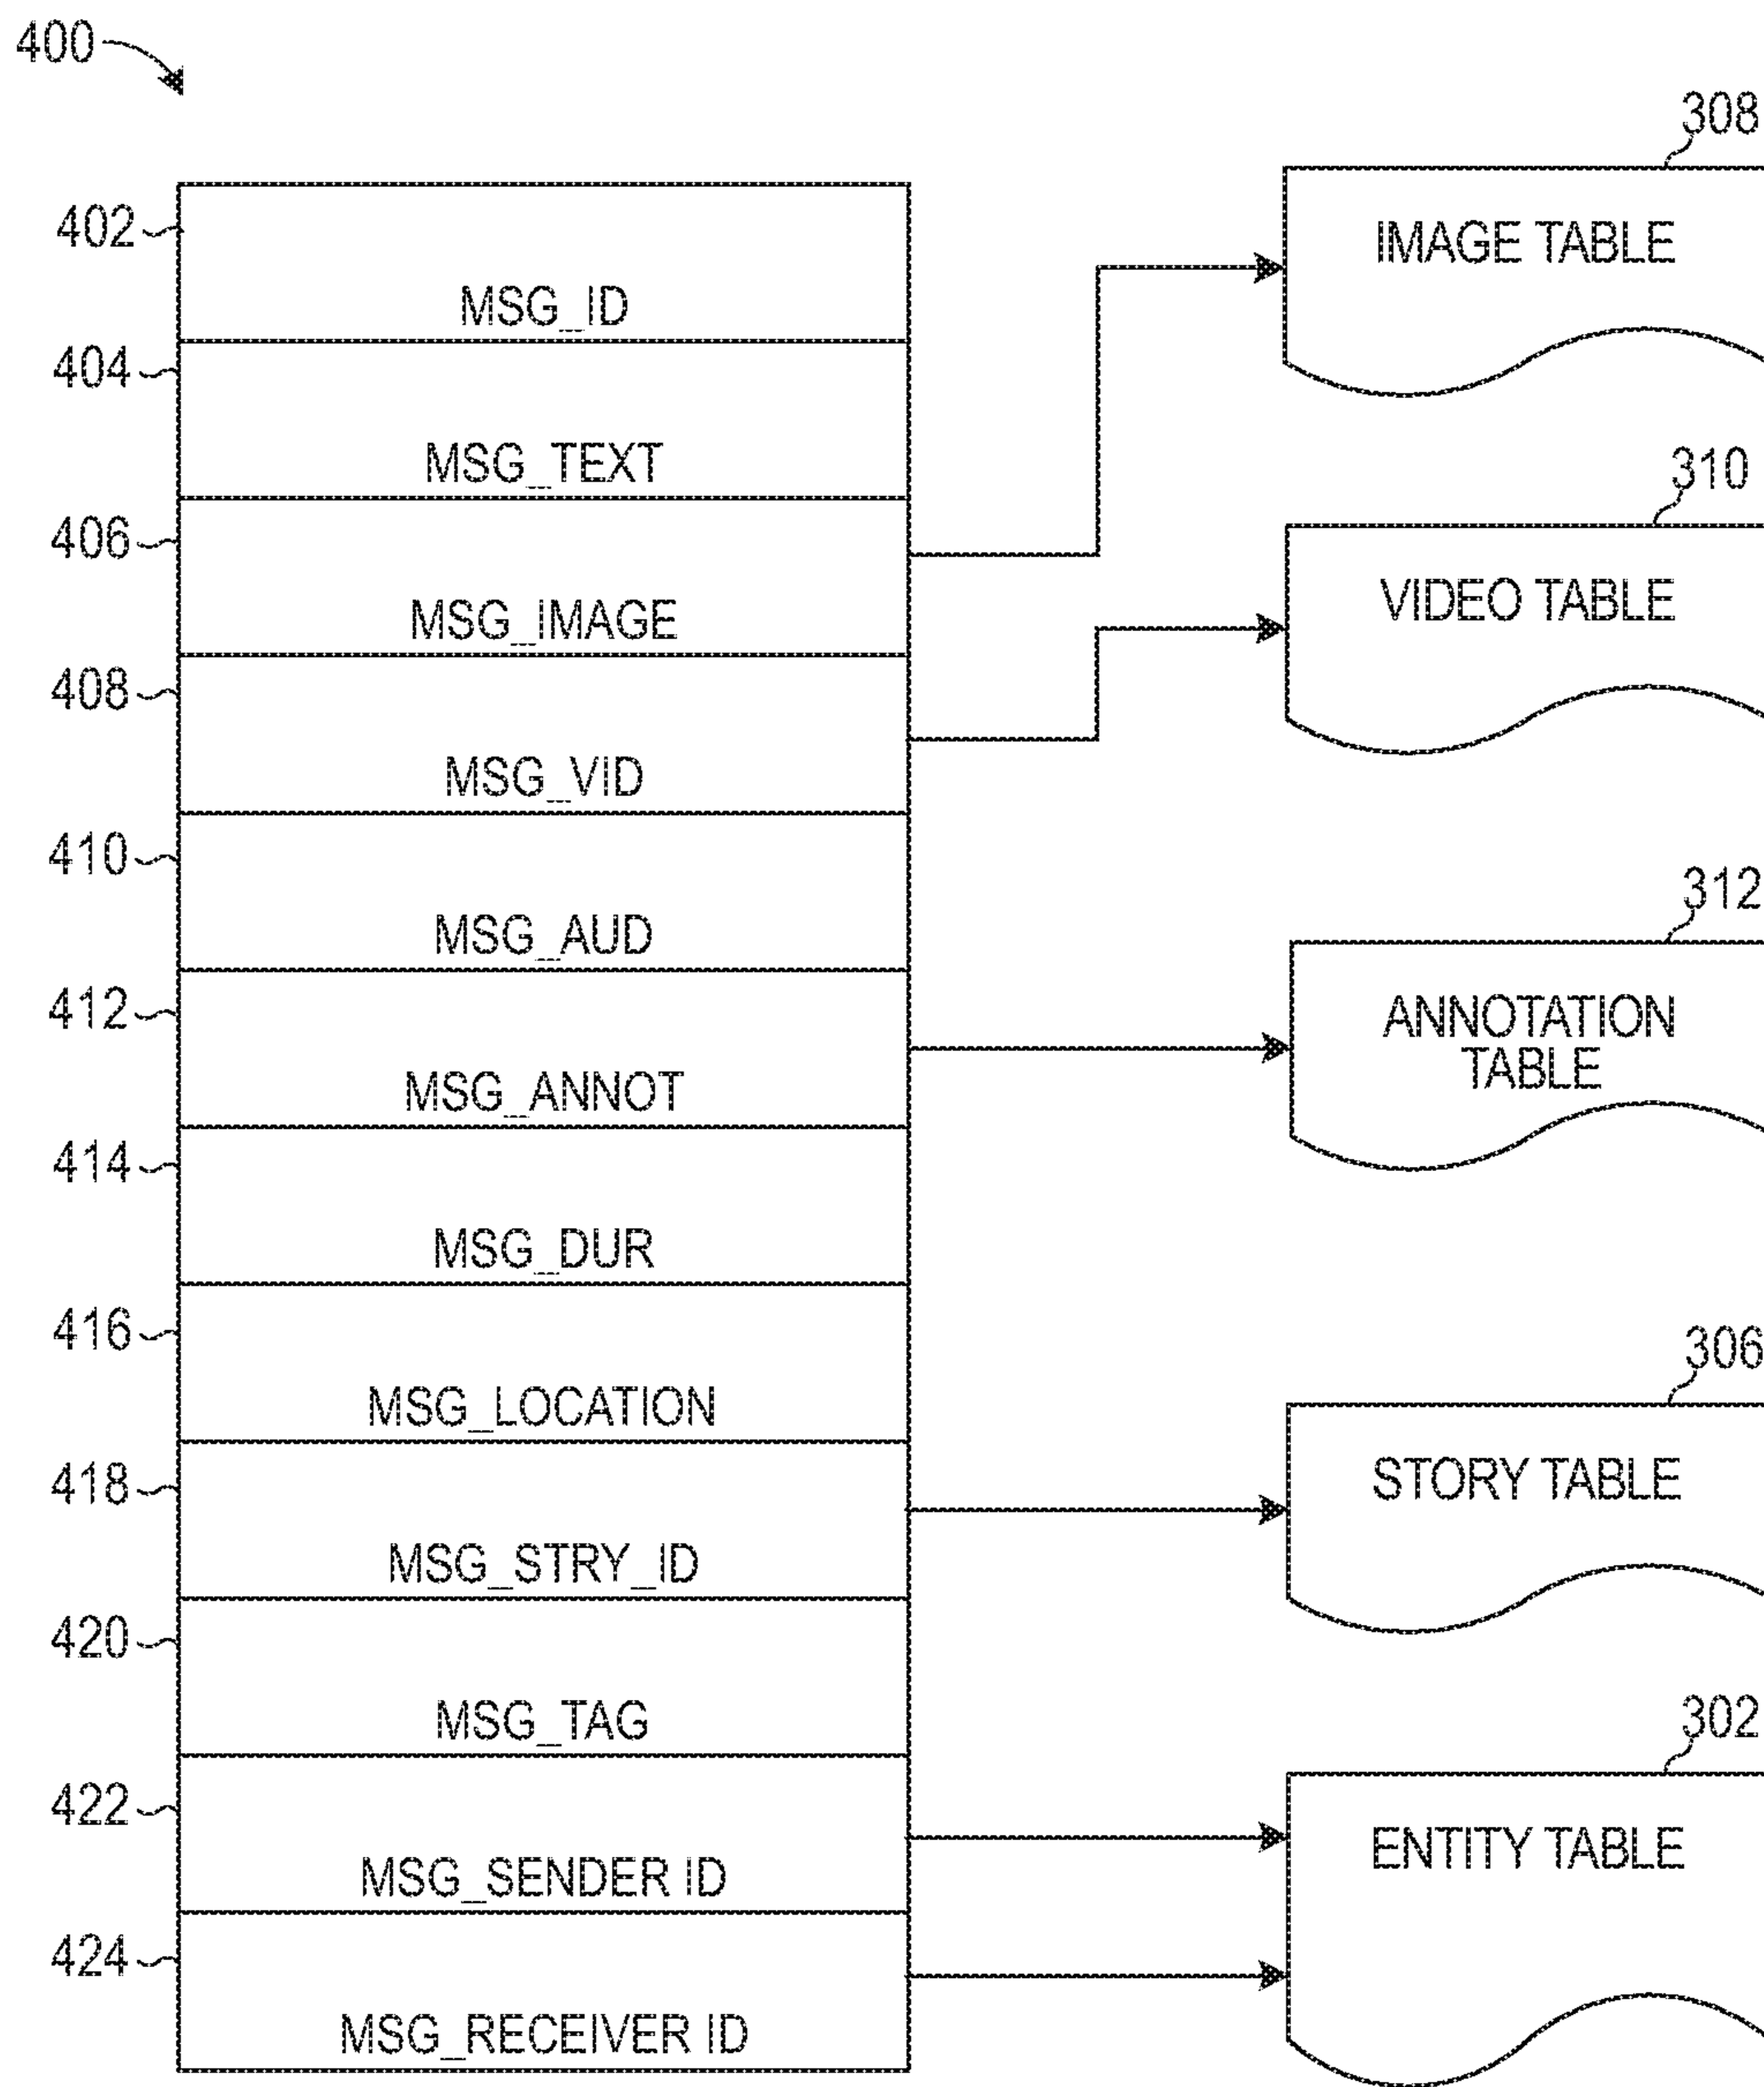 400
308
402
IMAGE TABLE
MSG_ID
404
MSG_TEXT
310
406
VIDEO TABLE
MSG_IMAGE
408
MSG_VID
410
312
MSG_AUD
412
ANNOTATION
TABLE
MSG_ANNOT
414
MSG_DUR
416
306
MSG_LOCATION
418
STORY TABLE
MSG_STRY_ID
420
MSG_TAG
302
422
ENTITY TABLE
MSG_SENDER ID
424
MSG_RECEIVER ID